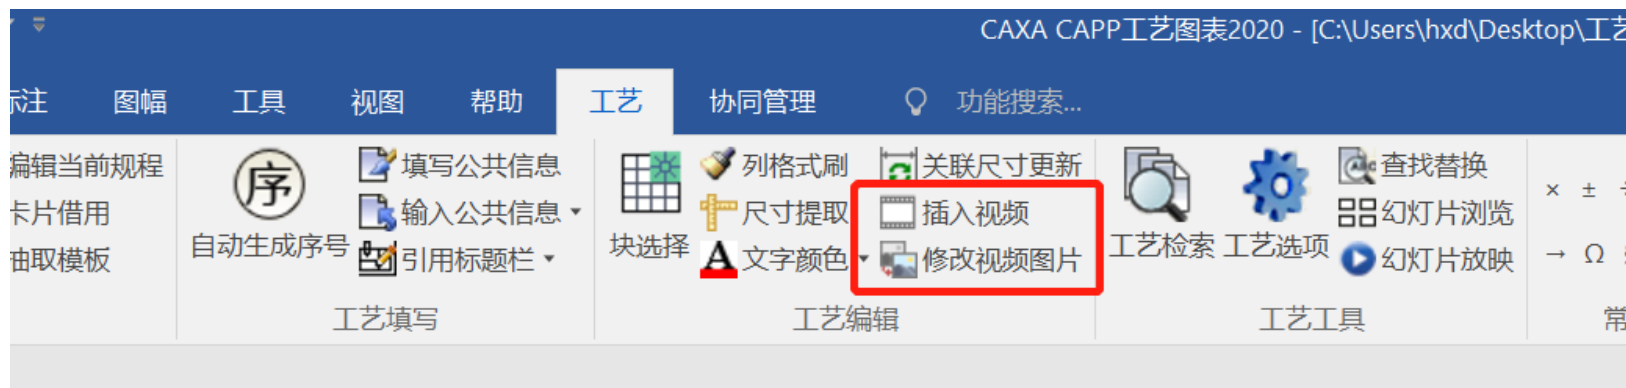 CAXA CAPP工艺图表2020 - [C:\Users\hxd\Desktop\工艺
标注 图幅 工具 视图 帮助 工艺 协同管理 功能搜索...
编辑当前规程 填写公共信息 列格式刷 关联尺寸更新 查找替换
卡片借用 序 输入公共信息 尺寸提取 插入视频 幻灯片浏览 × ± ÷
抽取模板 自动生成序号 引用标题栏 块选择 A 文字颜色 修改视频图片 工艺检索 工艺选项 幻灯片放映 → Ω
工艺填写 工艺编辑 工艺工具 常